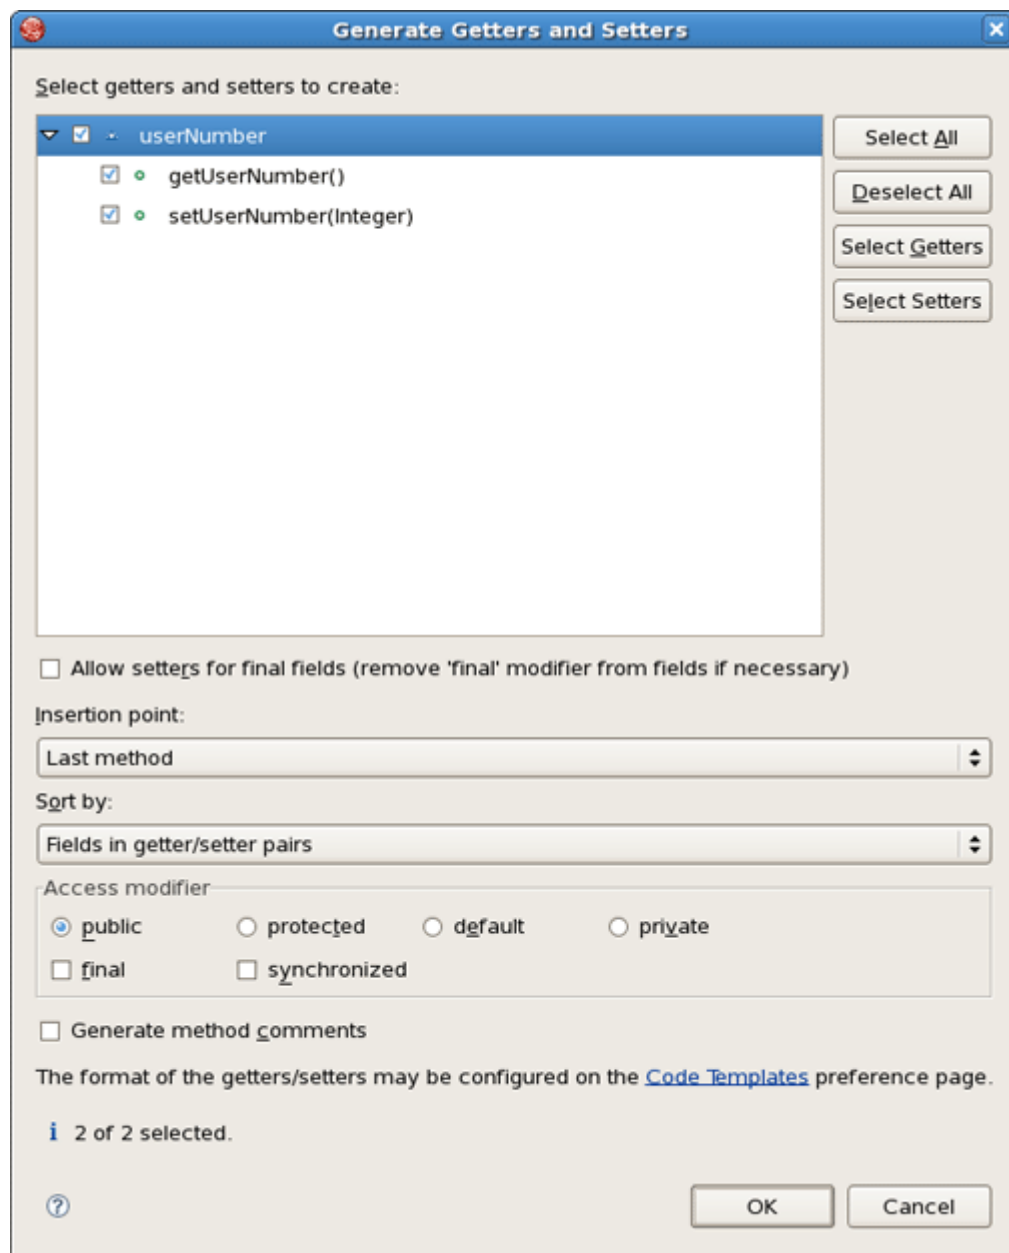 Generate Getters and Setters
Select getters and setters to create:
userNumber
getUserNumber()
setUserNumber(Integer)
Select All
Deselect All
Select Getters
Select Setters
Allow setters for final fields (remove 'final' modifier from fields if necessary)
Insertion point:
Last method
Sort by:
Fields in getter/setter pairs
Access modifier
public protected default private
final synchronized
Generate method comments
The format of the getters/setters may be configured on the Code Templates preference page.
i 2 of 2 selected.
? OK Cancel